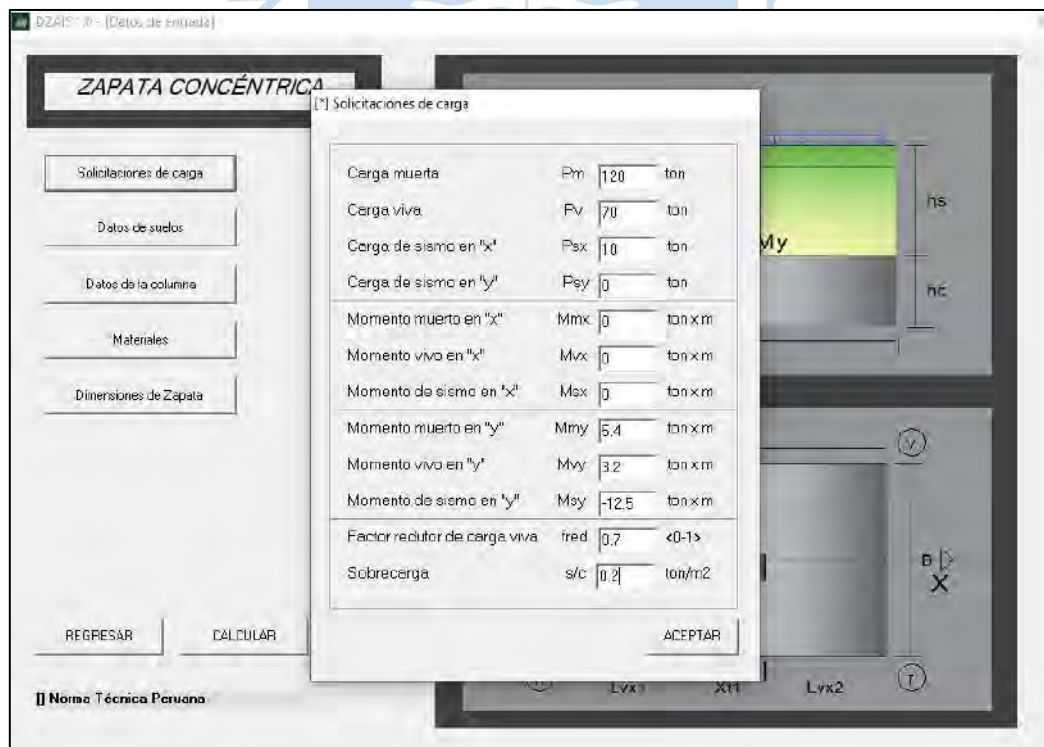 [Datos de entrada]
ZAPATA CONCÉNTRICA
Solicitaciones de carga
Datos de suelos
Datos de la columna
Materiales
Dimensiones de Zapata
REGRESAR
CALCULAR
[] Norma Técnica Peruana
[*] Solicitaciones de carga
Carga muerta Pm 120 ton
Carga viva Pv 70 ton
Carga de sismo en "x" Psx 10 ton
Carga de sismo en "y" Psy 0 ton
Momento muerto en "x" Mmx 0 ton x m
Momento vivo en "x" Mvx 0 ton x m
Momento de sismo en "x" Msx 0 ton x m
Momento muerto en "y" Mmy 5.4 ton x m
Momento vivo en "y" Mvy 3.2 ton x m
Momento de sismo en "y" Msy -12.5 ton x m
Factor redutor de carga viva fred 0.7 <0-1>
Sobrecarga s/c 0.2 ton/m2
ACEPTAR
My
hs
hc
V
B
X
Lvx1 Xt1 Lvx2
T